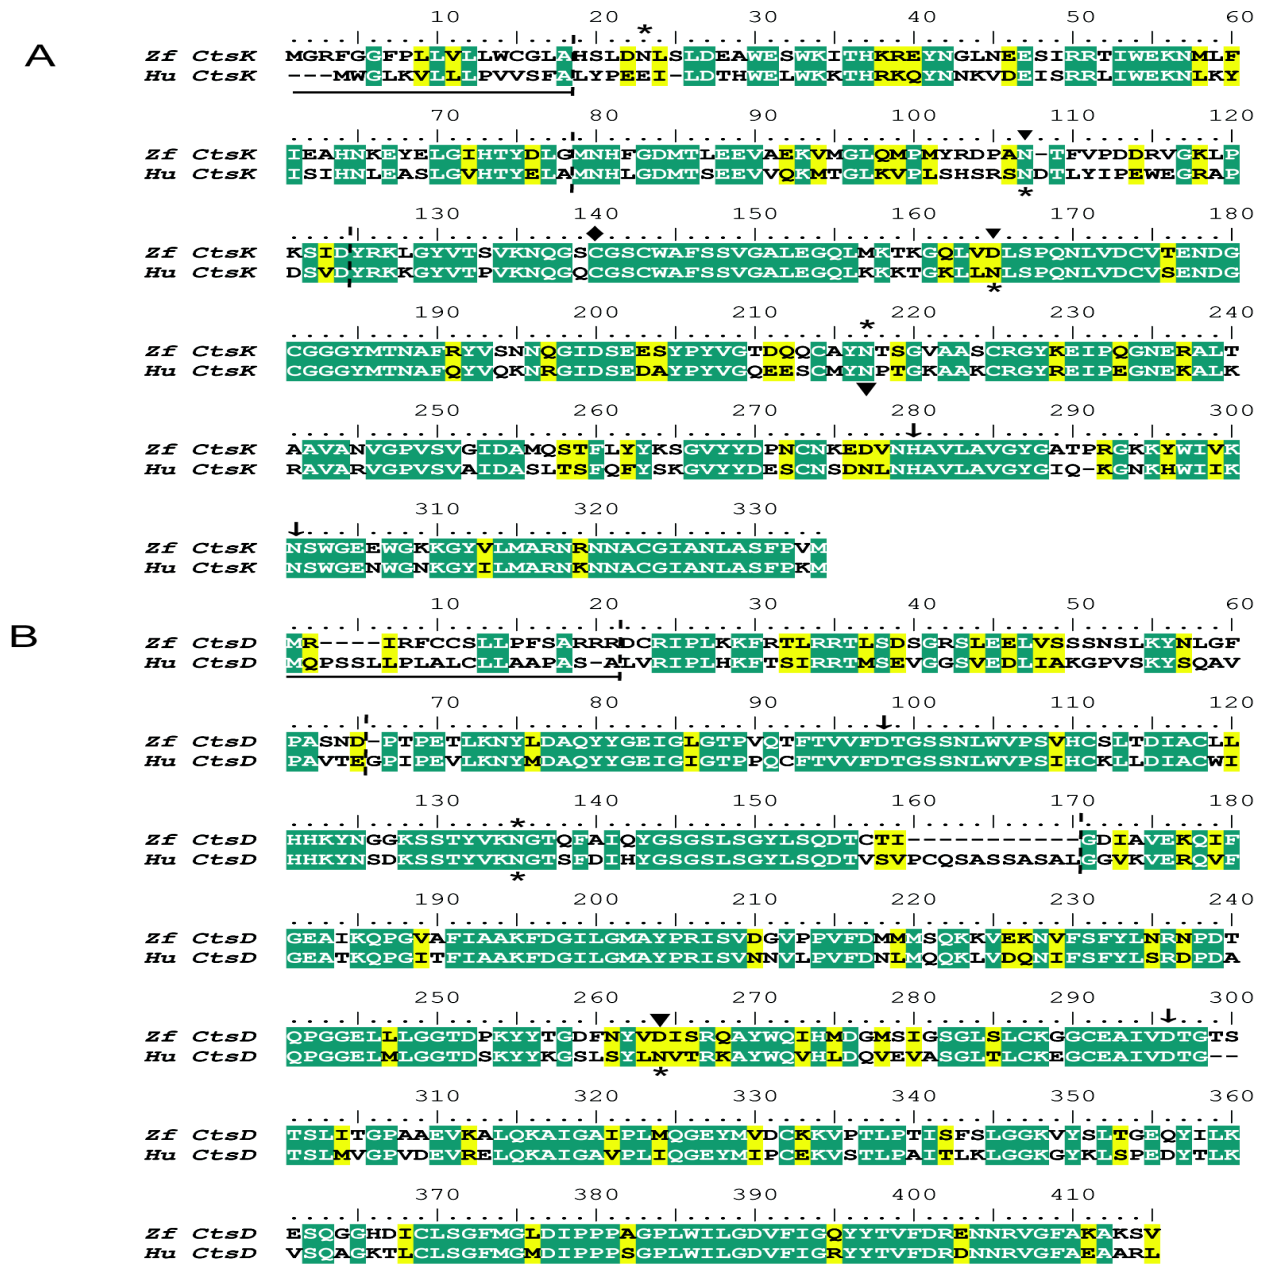 A
10 20 30 40 50 60
*
Zf CtsK MGRFGGFPLLVLLWCGLAHSLDNLSLDEAWESWKITHKREYNGLNEESIRRTIWEKNMLF
Hu CtsK ---MWGLKVLLLPVVSFALYPEEI-LDTHWELWKKTHRKQYNNKVDEISRRLIWEKNLKY
70 80 90 100 110 120
Zf CtsK IEAHNKEYELGIHTYDLGMNHFGDMTLEEVAEKVMGLQMPMYRDPAN-TFVPDDRVGKLP
Hu CtsK ISIHNLEASLGVHTYELAMNHLGDMTSEEVVQKMTGLKVPLSHSRSNDTLYIPEWEGRAP
*
130 140 150 160 170 180
Zf CtsK KSIDYRKLGYVTSVKNQGSCGSCWAFSSVGALEGQLMKTKGQLVDLSPQNLVDCVTENDG
Hu CtsK DSVDYRKKGYVTPVKNQGQCGSCWAFSSVGALEGQLKKKTGKLLNLSPQNLVDCVSENDG
*
190 200 210 220 230 240
*
Zf CtsK CGGGYMTNAFRYVSNNQGIDSEESYPYVGTDQQCAYNTSGVAASCRGYKEIPQGNERALT
Hu CtsK CGGGYMTNAFQYVQKNRGIDSEDAYPYVGQEESCMYNPTGKAAKCRGYREIPEGNEKALK
250 260 270 280 290 300
Zf CtsK AAVANVGPVSVGIDAMQSTFLYYKSGVYYDPNCNKEDVNHAVLAVGYGATPRGKKYWIVK
Hu CtsK RAVARVGPVSVAIDASLTSFQFYSKGVYYDESCNSDNLNHAVLAVGYGIQ-KGNKHWIIK
310 320 330
Zf CtsK NSWGEEWGKKGYVLMARNRNNACGIANLASFPVM
Hu CtsK NSWGENWGNKGYILMARNKNNACGIANLASFPKM
B
10 20 30 40 50 60
Zf CtsD MR----IRFCCSLLPFSARRRDCRIPLKKFRTLRRTLSDSGRSLEELVSSSNSLKYNLGF
Hu CtsD MQPSSLLPLALCLLAAPAS-ALVRIPLHKFTSIRRTMSEVGGSVEDLIAKGPVSKYSQAV
70 80 90 100 110 120
Zf CtsD PASND-PTPETLKNYLDAQYYGEIGLGTPVQTFTVVFDTGSSNLWVPSVHCSLTDIACLL
Hu CtsD PAVTEGPIPEVLKNYMDAQYYGEIGIGTPPQCFTVVFDTGSSNLWVPSIHCKLLDIACWI
130 140 150 160 170 180
*
Zf CtsD HHKYNGGKSSTYVKNGTQFAIQYGSGSLSGYLSQDTCTI-----------GDIAVEKQIF
Hu CtsD HHKYNSDKSSTYVKNGTSFDIHYGSGSLSGYLSQDTVSVPCQSASSASALGGVKVERQVF
*
190 200 210 220 230 240
Zf CtsD GEAIKQPGVAFIAAKFDGILGMAYPRISVDGVPPVFDMMMSQKKVEKNVFSFYLNRNPDT
Hu CtsD GEATKQPGITFIAAKFDGILGMAYPRISVNNVLPVFDNLMQQKLVDQNIFSFYLSRDPDA
250 260 270 280 290 300
Zf CtsD QPGGELLLGGTDPKYYTGDFNYVDISRQAYWQIHMDGMSIGSGLSLCKGGCEAIVDTGTS
Hu CtsD QPGGELMLGGTDSKYYKGSLSYLNVTRKAYWQVHLDQVEVASGLTLCKEGCEAIVDTG--
*
310 320 330 340 350 360
Zf CtsD TSLITGPAAEVKALQKAIGAIPLMQGEYMVDCKKVPTLPTISFSLGGKVYSLTGEQYILK
Hu CtsD TSLMVGPVDEVRELQKAIGAVPLIQGEYMIPCEKVSTLPAITLKLGGKGYKLSPEDYTLK
370 380 390 400 410
Zf CtsD ESQGGHDICLSGFMGLDIPPPAGPLWILGDVFIGQYYTVFDRENNRVGFAKAKSV
Hu CtsD VSQAGKTLCLSGFMGMDIPPPSGPLWILGDVFIGRYYTVFDRDNNRVGFAEAARL